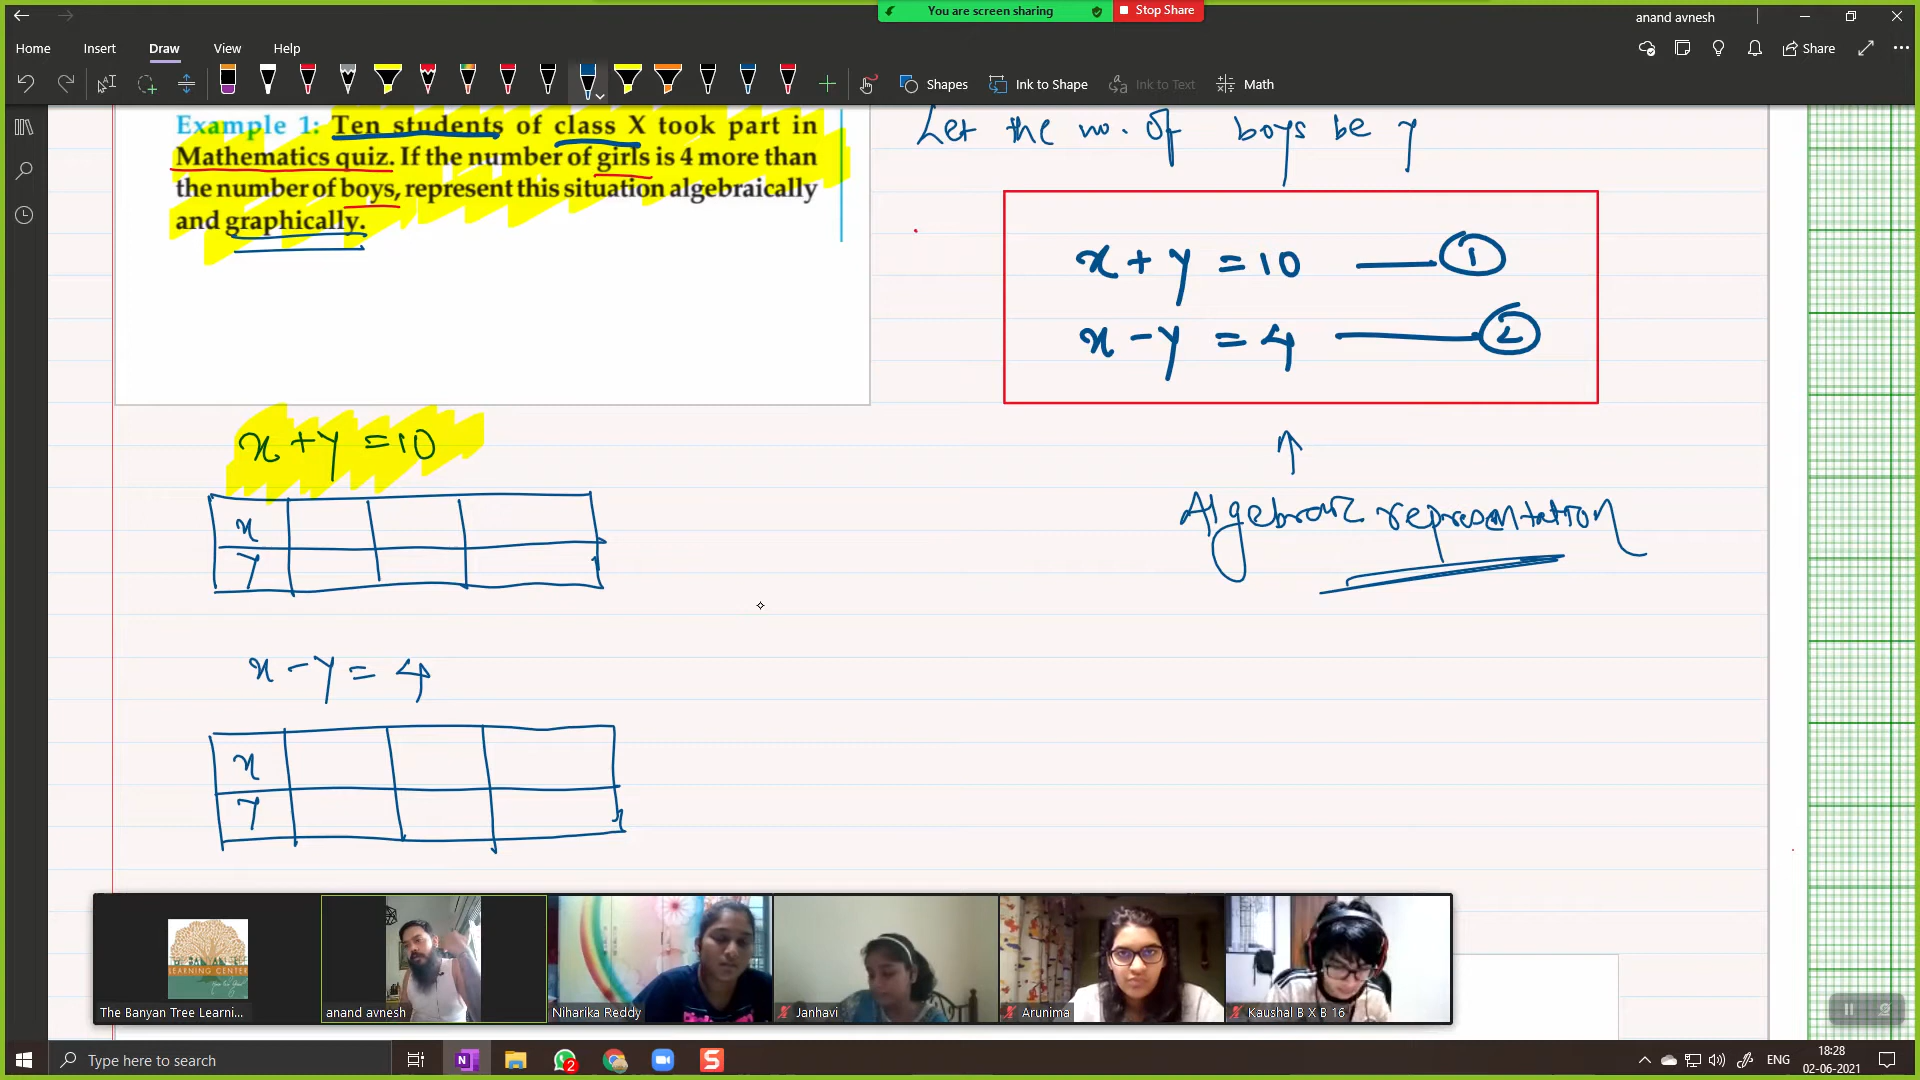 You are screen sharing
Stop Share
anand avnesh
Home Insert Draw View Help
Share
Shapes Ink to Shape Ink to Text Math
Example 1: Ten students of class X took part in
Mathematics quiz. If the number of girls is 4 more than
the number of boys, represent this situation algebraically
and graphically.
Let the no. of boys be y
x + y = 10 — 1
x - y = 4 — 2
Algebraic representation
x + y = 10
x
y
x - y = 4
x
y
LEARNING CENTER
The Banyan Tree Learni...
anand avnesh
Niharika Reddy
Janhavi
Arunima
Kaushal B X B 16
Type here to search
N
2
S
ENG
18:28
02-06-2021